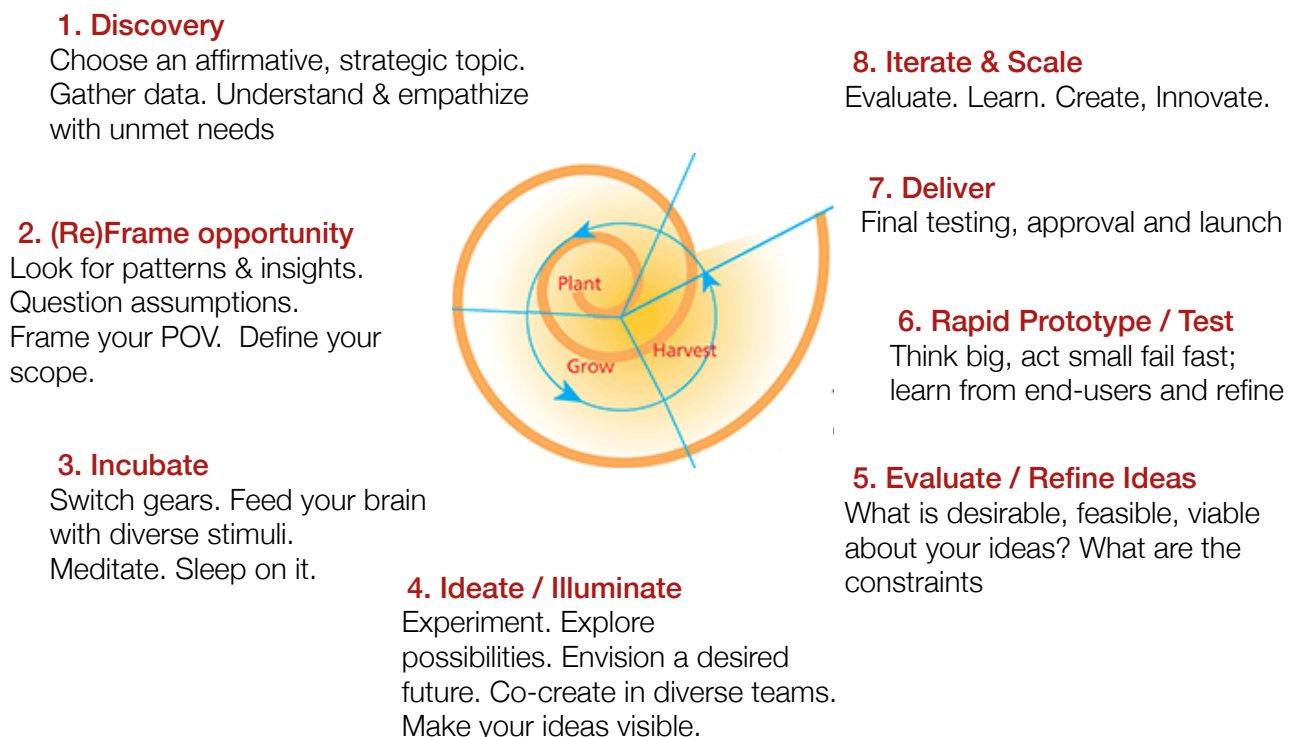 1. Discovery
Choose an affirmative, strategic topic.
Gather data. Understand & empathize
with unmet needs
2. (Re)Frame opportunity
Look for patterns & insights.
Question assumptions.
Frame your POV.  Define your
scope.
3. Incubate
Switch gears. Feed your brain
with diverse stimuli.
Meditate. Sleep on it.
4. Ideate / Illuminate
Experiment. Explore
possibilities. Envision a desired
future. Co-create in diverse teams.
Make your ideas visible.
5. Evaluate / Refine Ideas
What is desirable, feasible, viable
about your ideas? What are the
constraints
6. Rapid Prototype / Test
Think big, act small fail fast;
learn from end-users and refine
7. Deliver
Final testing, approval and launch
8. Iterate & Scale
Evaluate. Learn. Create, Innovate.
Plant
Grow
Harvest